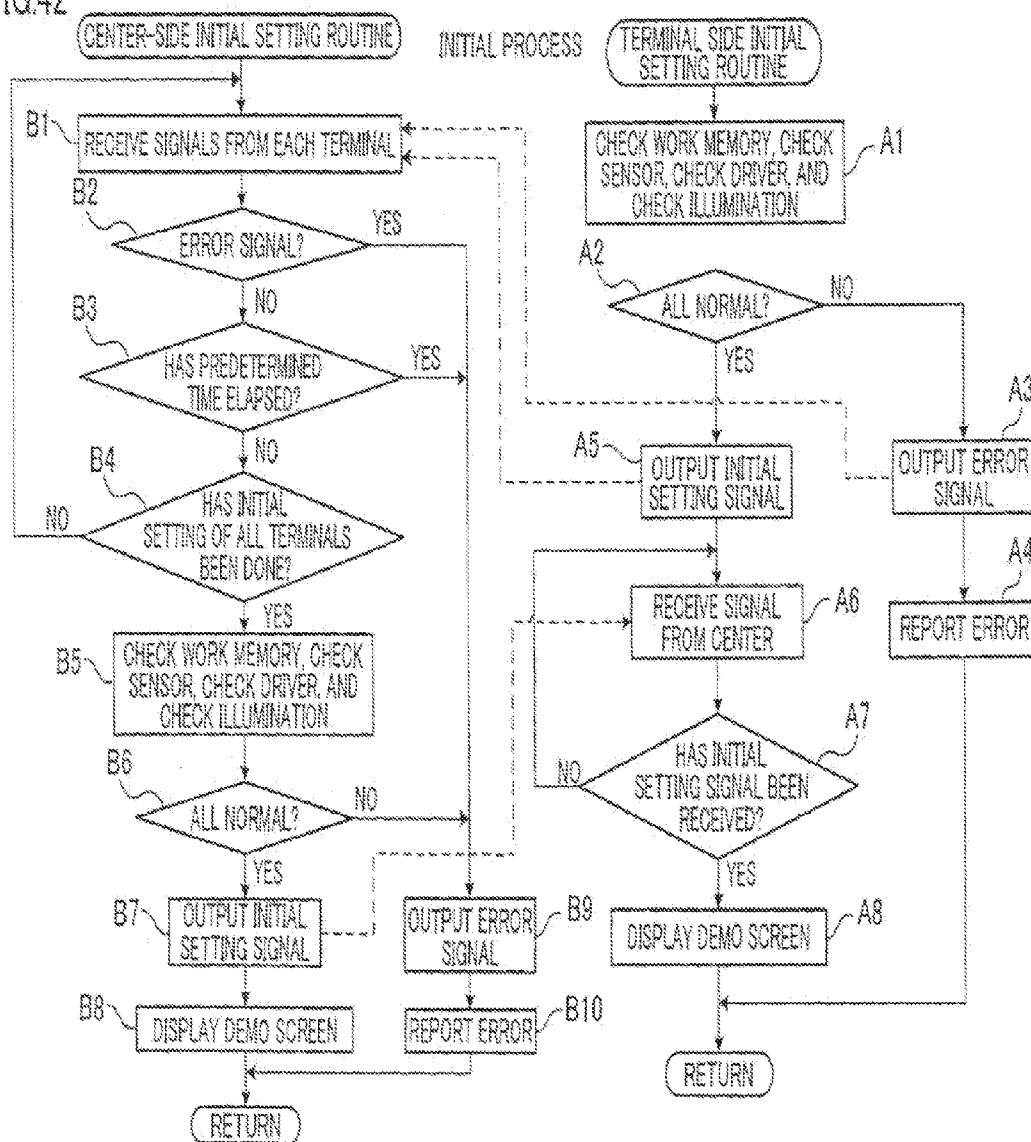 FIG.42
CENTER-SIDE INITIAL SETTING ROUTINE
INITIAL PROCESS
TERMINAL SIDE INITIAL
SETTING ROUTINE
B1
RECEIVE SIGNALS FROM EACH TERMINAL
CHECK WORK MEMORY, CHECK
SENSOR, CHECK DRIVER, AND
CHECK ILLUMINATION
A1
B2
ERROR SIGNAL?
YES
NO
A2
ALL NORMAL?
NO
YES
B3
HAS PREDETERMINED
TIME ELAPSED?
YES
NO
A3
OUTPUT ERROR
SIGNAL
A5
OUTPUT INITIAL
SETTING SIGNAL
B4
HAS INITIAL
SETTING OF ALL TERMINALS
BEEN DONE?
NO
YES
A4
REPORT ERROR
RECEIVE SIGNAL
FROM CENTER
A6
B5
CHECK WORK MEMORY, CHECK
SENSOR, CHECK DRIVER, AND
CHECK ILLUMINATION
A7
HAS INITIAL
SETTING SIGNAL BEEN
RECEIVED?
NO
YES
B6
ALL NORMAL?
NO
YES
B7
OUTPUT INITIAL
SETTING SIGNAL
OUTPUT ERROR
SIGNAL
B9
DISPLAY DEMO SCREEN
A8
B8
DISPLAY DEMO SCREEN
REPORT ERROR
B10
RETURN
RETURN